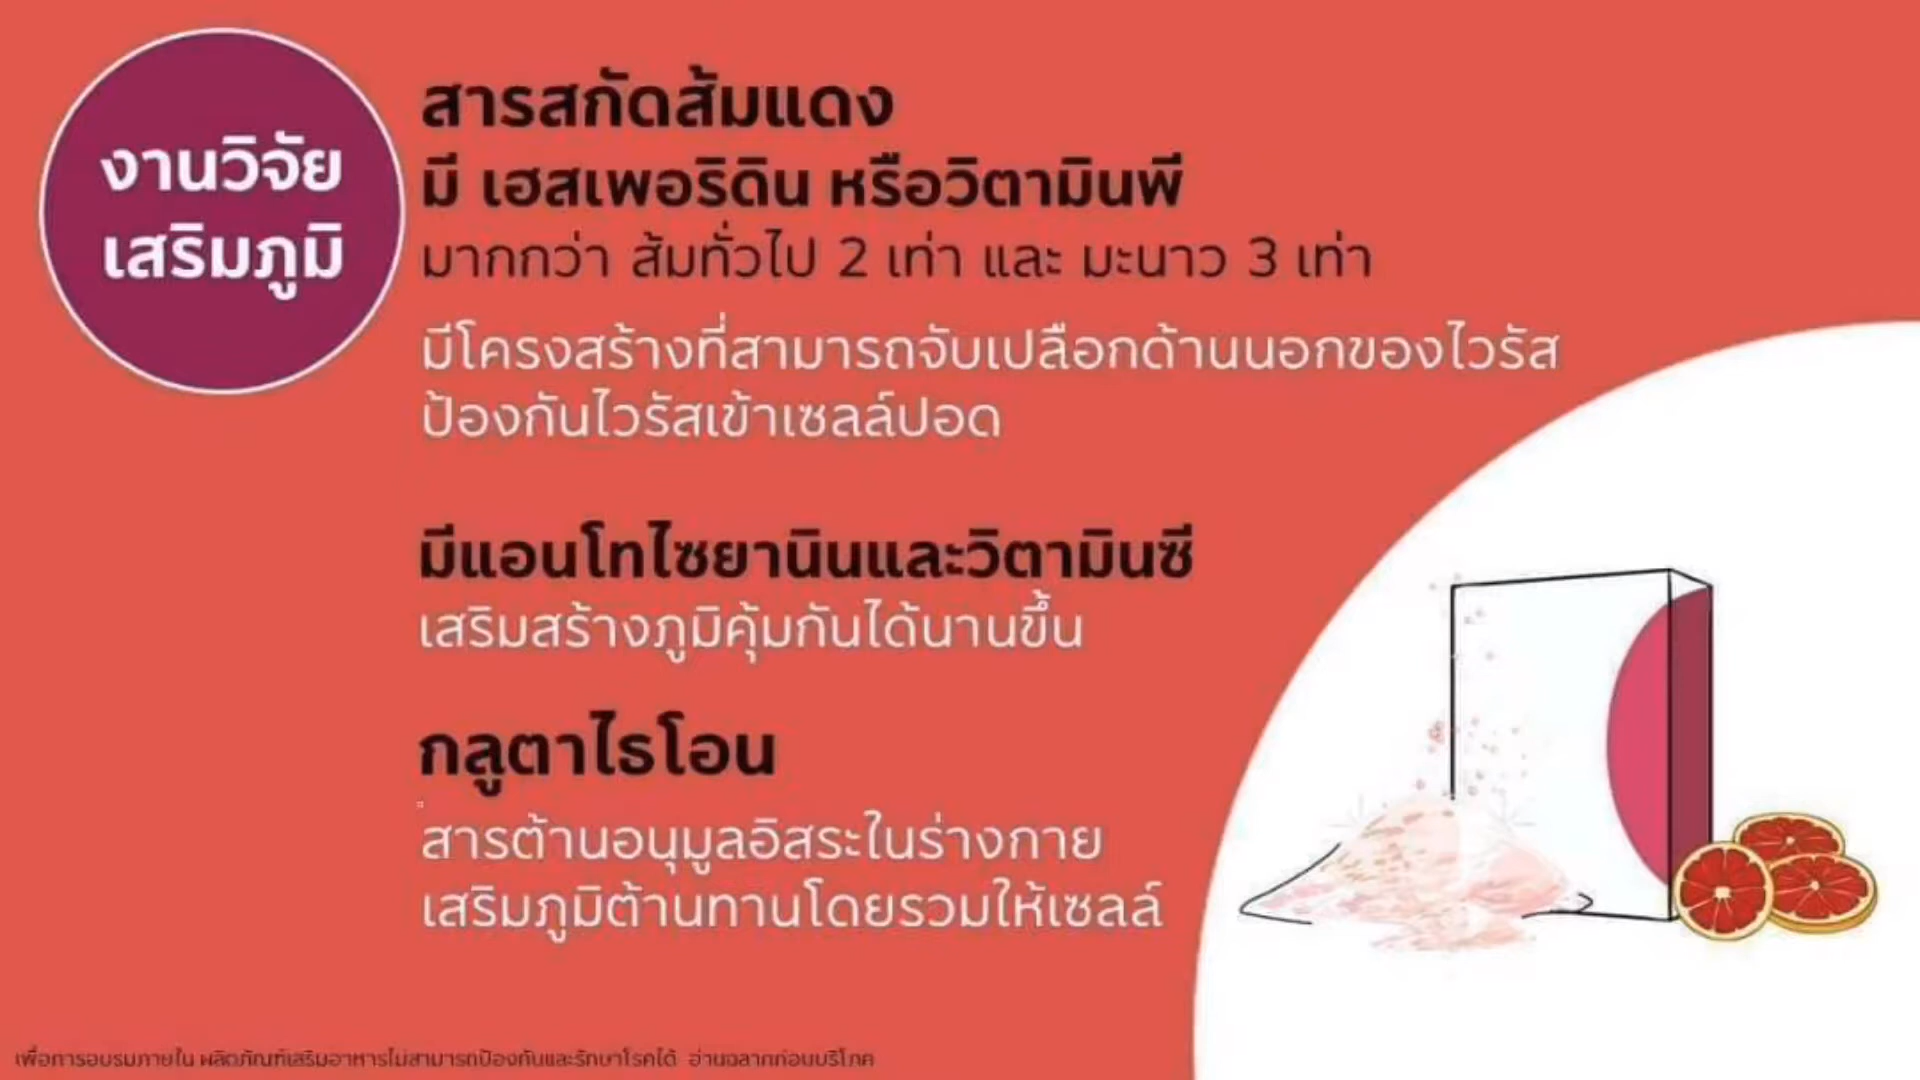 งานวิจัย
เสริมภูมิ
สารสกัดส้มแดง
มี เฮสเพอริดิน หรือวิตามินพี
มากกว่า ส้มทั่วไป 2 เท่า และ มะนาว 3 เท่า
มีโครงสร้างที่สามารถจับเปลือกด้านนอกของไวรัส
ป้องกันไวรัสเข้าเซลล์ปอด
มีแอนโทไซยานินและวิตามินซี
เสริมสร้างภูมิคุ้มกันได้นานขึ้น
กลูตาไธโอน
สารต้านอนุมูลอิสระในร่างกาย
เสริมภูมิต้านทานโดยรวมให้เซลล์
เพื่อการอบรมภายใน ผลิตภัณฑ์เสริมอาหารไม่สามารถป้องกันและรักษาโรคได้ อ่านฉลากก่อนบริโภค